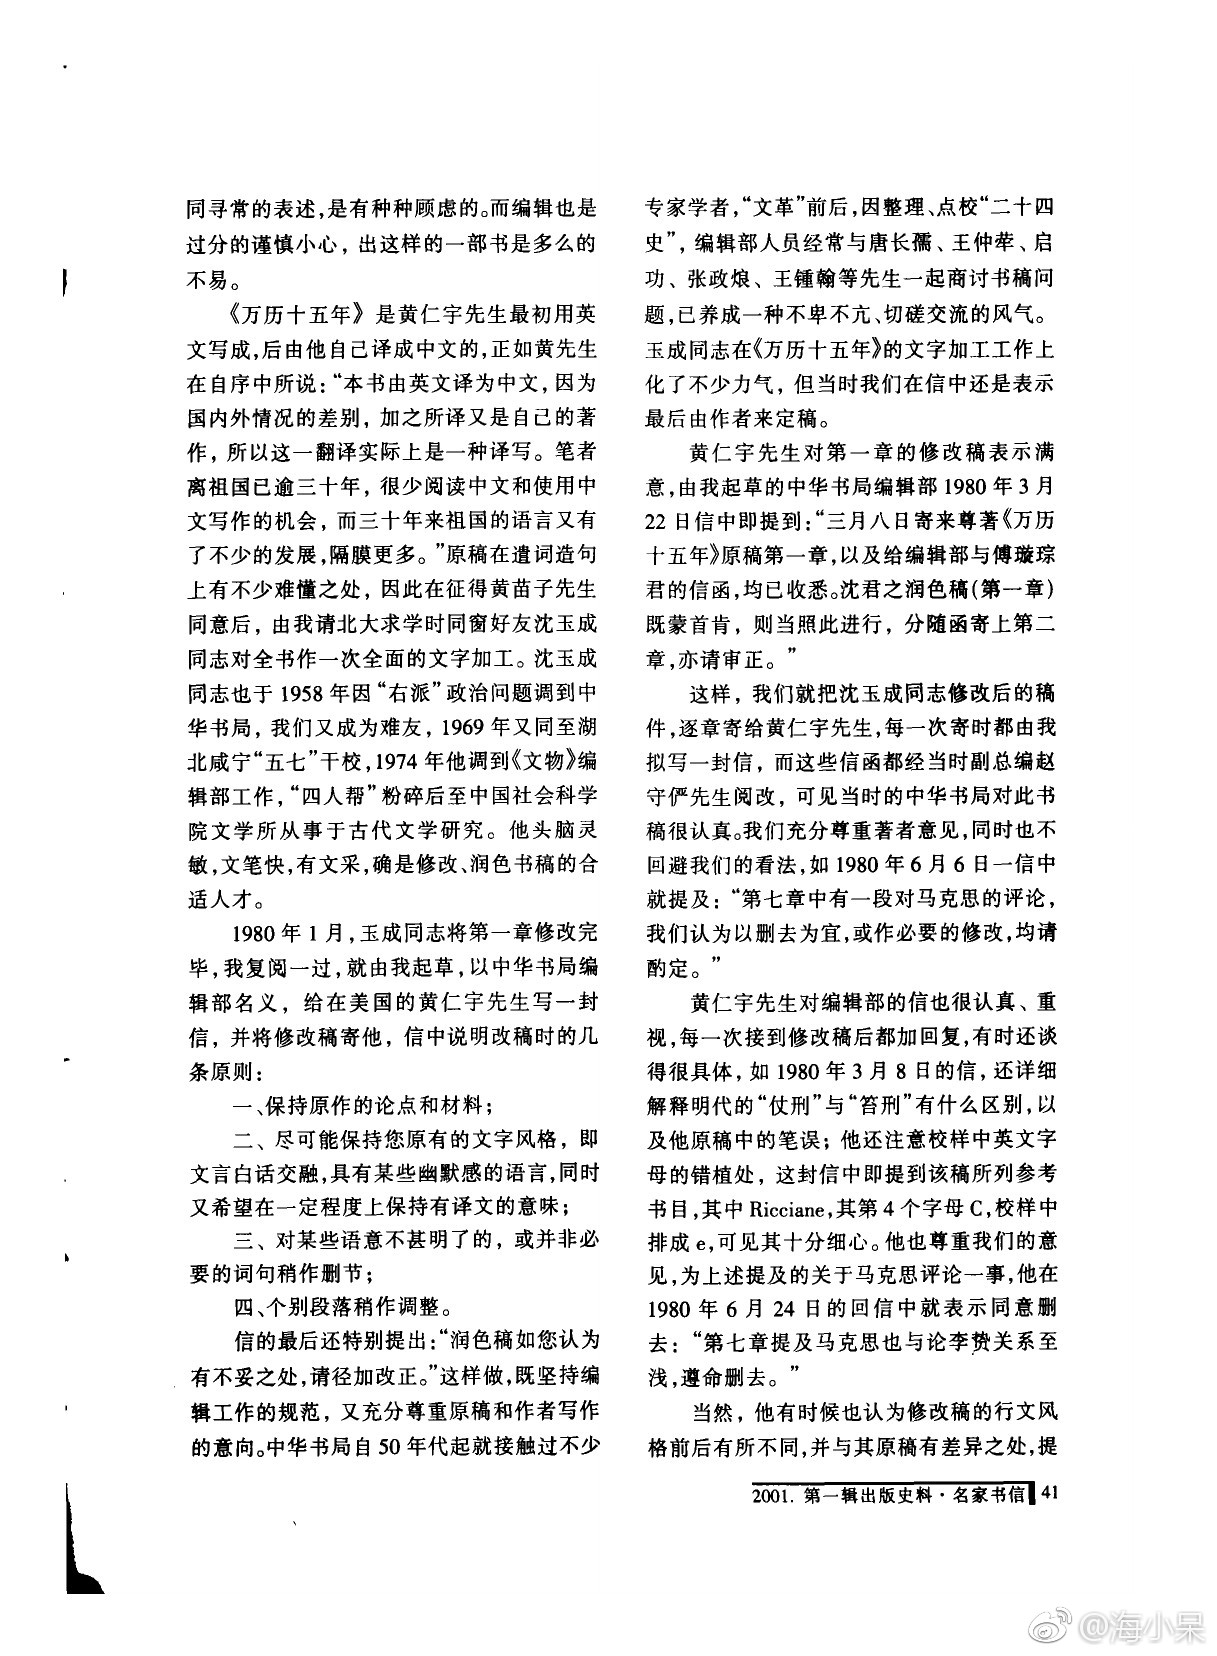 同寻常的表述,是有种种顾虑的。而编辑也是
过分的谨慎小心，出这样的一部书是多么的
不易。
《万历十五年》是黄仁宇先生最初用英
文写成,后由他自己译成中文的,正如黄先生
在自序中所说：“本书由英文译为中文，因为
国内外情况的差别，加之所译又是自己的著
作，所以这一翻译实际上是一种译写。笔者
离祖国已逾三十年，很少阅读中文和使用中
文写作的机会，而三十年来祖国的语言又有
了不少的发展,隔膜更多。”原稿在遣词造句
上有不少难懂之处，因此在征得黄苗子先生
同意后，由我请北大求学时同窗好友沈玉成
同志对全书作一次全面的文字加工。沈玉成
同志也于1958年因“右派”政治问题调到中
华书局，我们又成为难友，1969年又同至湖
北咸宁“五七”干校,1974年他调到《文物》编
辑部工作，“四人帮”粉碎后至中国社会科学
院文学所从事于古代文学研究。他头脑灵
敏,文笔快,有文采,确是修改、润色书稿的合
适人才。
1980年1月,玉成同志将第一章修改完
毕,我复阅一过,就由我起草,以中华书局编
辑部名义，给在美国的黄仁宇先生写一封
信，并将修改稿寄他，信中说明改稿时的几
条原则：
一、保持原作的论点和材料；
二、尽可能保持您原有的文字风格，即
文言白话交融,具有某些幽默感的语言,同时
又希望在一定程度上保持有译文的意味；
三、对某些语意不甚明了的，或并非必
要的词句稍作删节；
四、个别段落稍作调整。
信的最后还特别提出：“润色稿如您认为
有不妥之处,请径加改正。”这样做,既坚持编
辑工作的规范，又充分尊重原稿和作者写作
的意向。中华书局自50年代起就接触过不少
专家学者，“文革”前后,因整理、点校“二十四
史”，编辑部人员经常与唐长孺、王仲荦、启
功、张政烺、王锺翰等先生一起商讨书稿问
题,已养成一种不卑不亢、切磋交流的风气。
玉成同志在《万历十五年》的文字加工工作上
化了不少力气，但当时我们在信中还是表示
最后由作者来定稿。
黄仁宇先生对第一章的修改稿表示满
意,由我起草的中华书局编辑部1980年3月
22日信中即提到：“三月八日寄来尊著《万历
十五年》原稿第一章,以及给编辑部与傅璇琮
君的信函,均已收悉。沈君之润色稿(第一章)
既蒙首肯，则当照此进行，分随函寄上第二
章,亦请审正。”
这样，我们就把沈玉成同志修改后的稿
件,逐章寄给黄仁宇先生,每一次寄时都由我
拟写一封信，而这些信函都经当时副总编赵
守俨先生阅改，可见当时的中华书局对此书
稿很认真。我们充分尊重著者意见,同时也不
回避我们的看法,如1980年6月6日一信中
就提及：“第七章中有一段对马克思的评论,
我们认为以删去为宜,或作必要的修改,均请
酌定。”
黄仁宇先生对编辑部的信也很认真、重
视,每一次接到修改稿后都加回复,有时还谈
得很具体，如1980年3月8日的信，还详细
解释明代的“仗刑”与“笞刑”有什么区别,以
及他原稿中的笔误；他还注意校样中英文字
母的错植处，这封信中即提到该稿所列参考
书目,其中Ricciane,其第4个字母C,校样中
排成e,可见其十分细心。他也尊重我们的意
见,为上述提及的关于马克思评论一事,他在
1980年6月24日的回信中就表示同意删
去：“第七章提及马克思也与论李贽关系至
浅,遵命删去。”
当然，他有时候也认为修改稿的行文风
格前后有所不同,并与其原稿有差异之处,提
2001.第一辑出版史料·名家书信 41
@海小呆